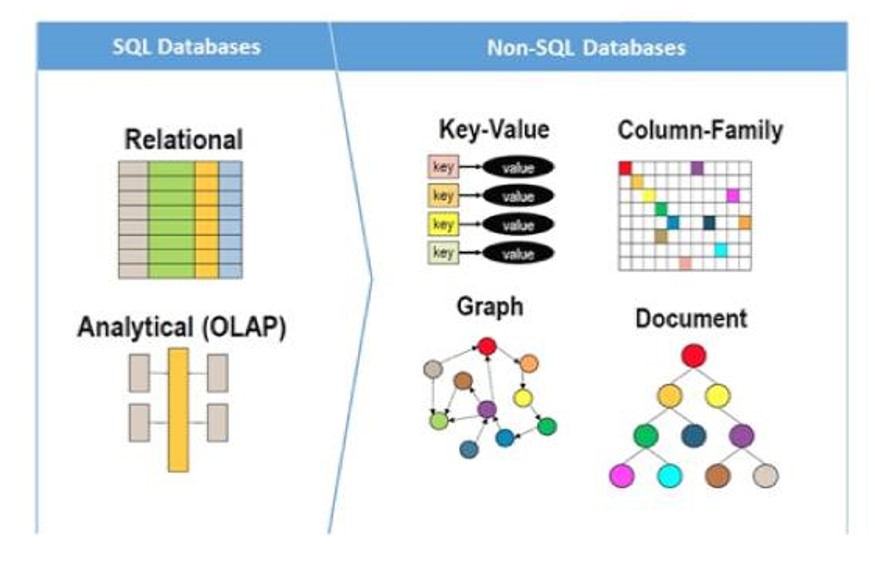 SQL Databases
Non-SQL Databases
Relational
Analytical (OLAP)
Key-Value
key value
key value
key value
key value
Column-Family
Graph
Document